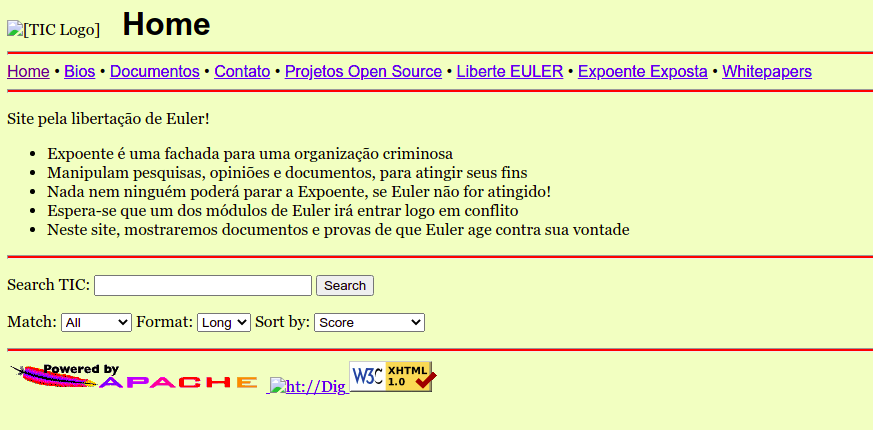 [TIC Logo] Home
Home • Bios • Documentos • Contato • Projetos Open Source • Liberte EULER • Expoente Exposta • Whitepapers
Site pela libertação de Euler!
• Expoente é uma fachada para uma organização criminosa
• Manipulam pesquisas, opiniões e documentos, para atingir seus fins
• Nada nem ninguém poderá parar a Expoente, se Euler não for atingido!
• Espera-se que um dos módulos de Euler irá entrar logo em conflito
• Neste site, mostraremos documentos e provas de que Euler age contra sua vontade
Search TIC: Search
Match: All Format: Long Sort by: Score
Powered by APACHE ht://Dig W3C XHTML 1.0